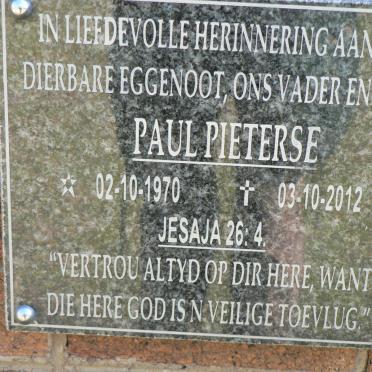 IN LIEFDEVOLLE HERINNERING AAN
DIERBARE EGGENOOT, ONS VADER EN
PAUL PIETERSE
02-10-1970 † 03-10-2012
JESAJA 26: 4.
"VERTROU ALTYD OP DIR HERE, WANT
DIE HERE GOD IS N VEILIGE TOEVLUG."